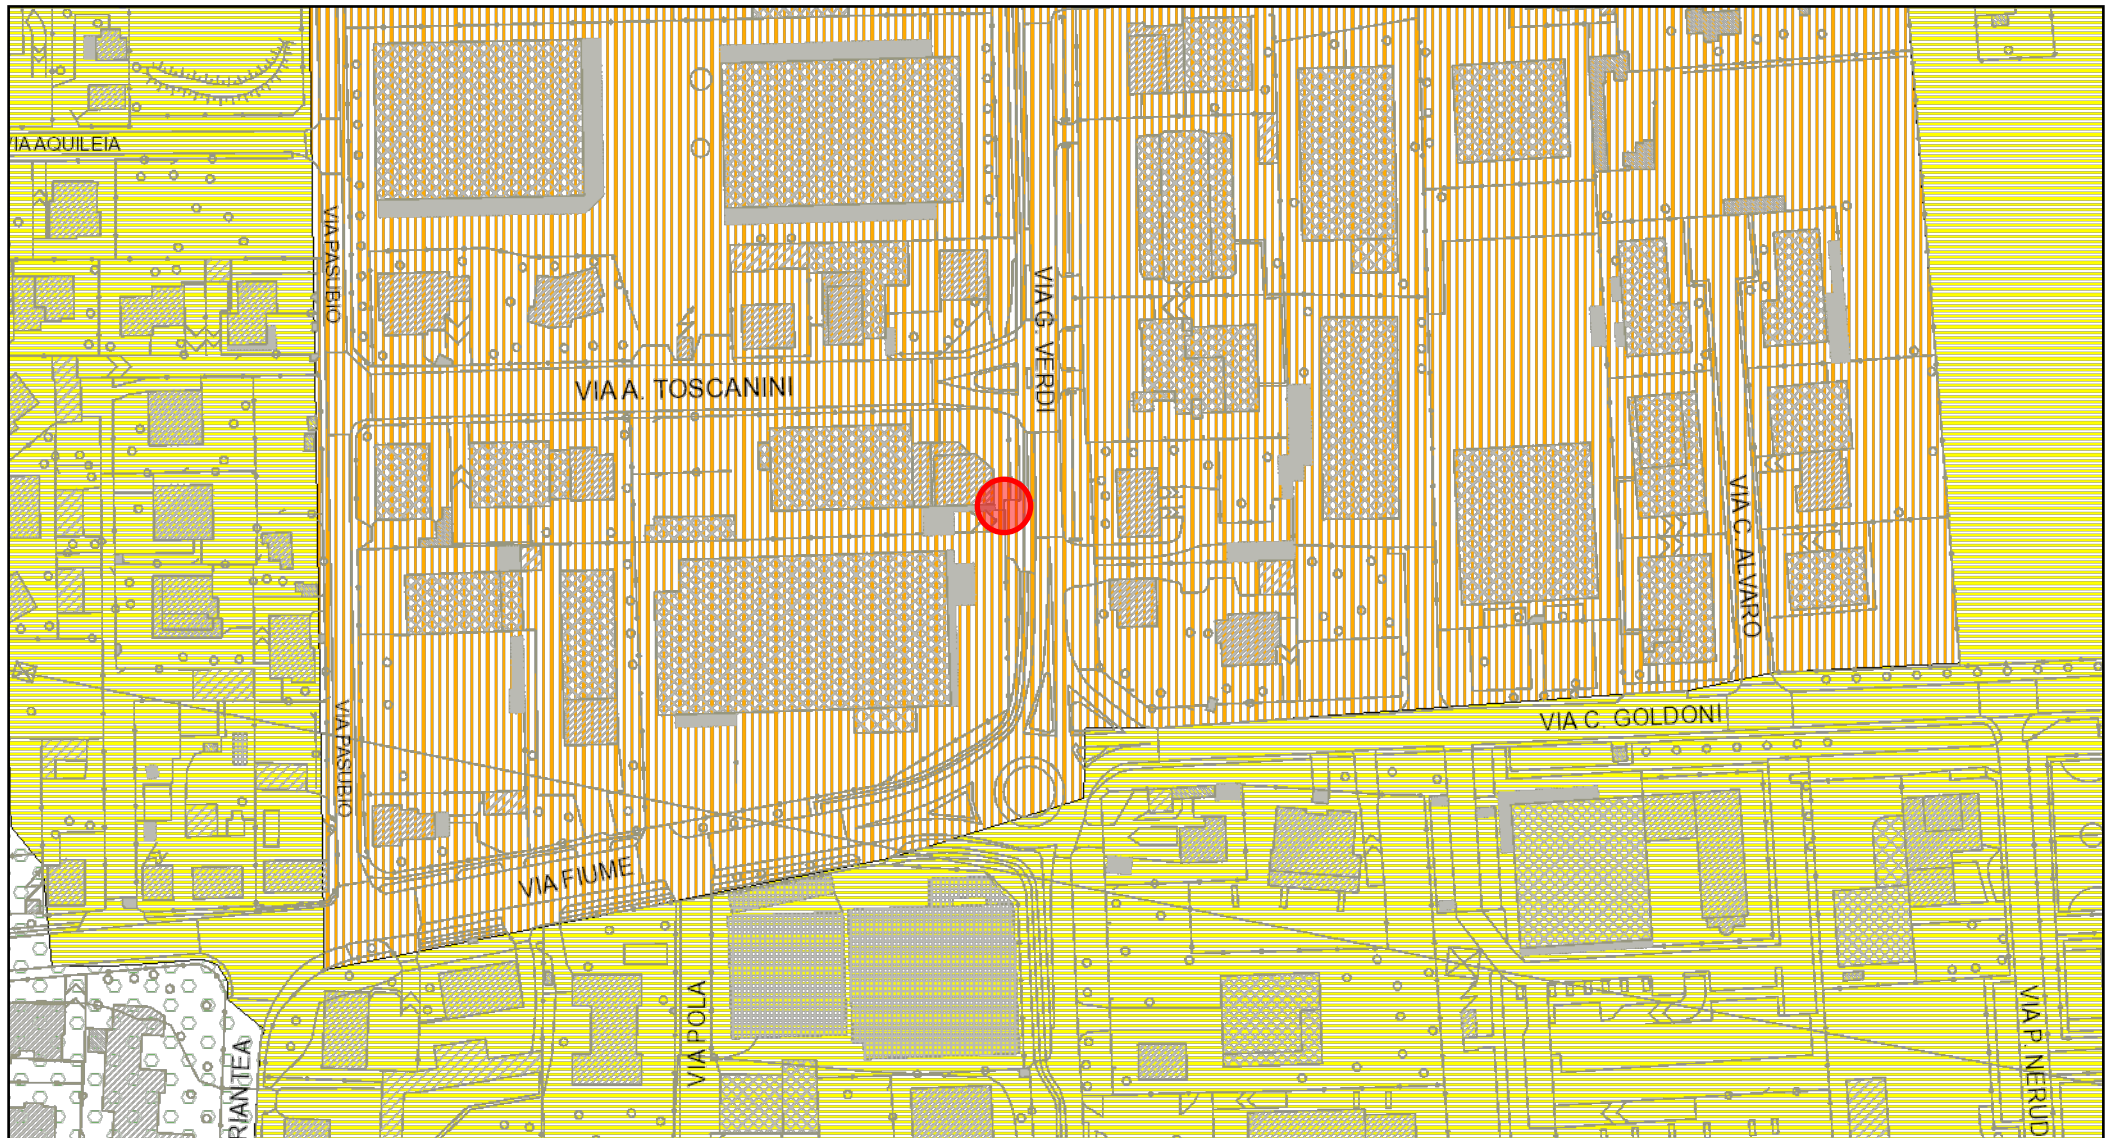 VIA AQUILEIA
VIA PASUBIO
VIA G. VERDI
VIA A. TOSCANINI
VIA C. ALVARO
VIA PASUBIO
VIA C. GOLDONI
VIA FIUME
VIA POLA
VIA P. NERUD
RIANTEA